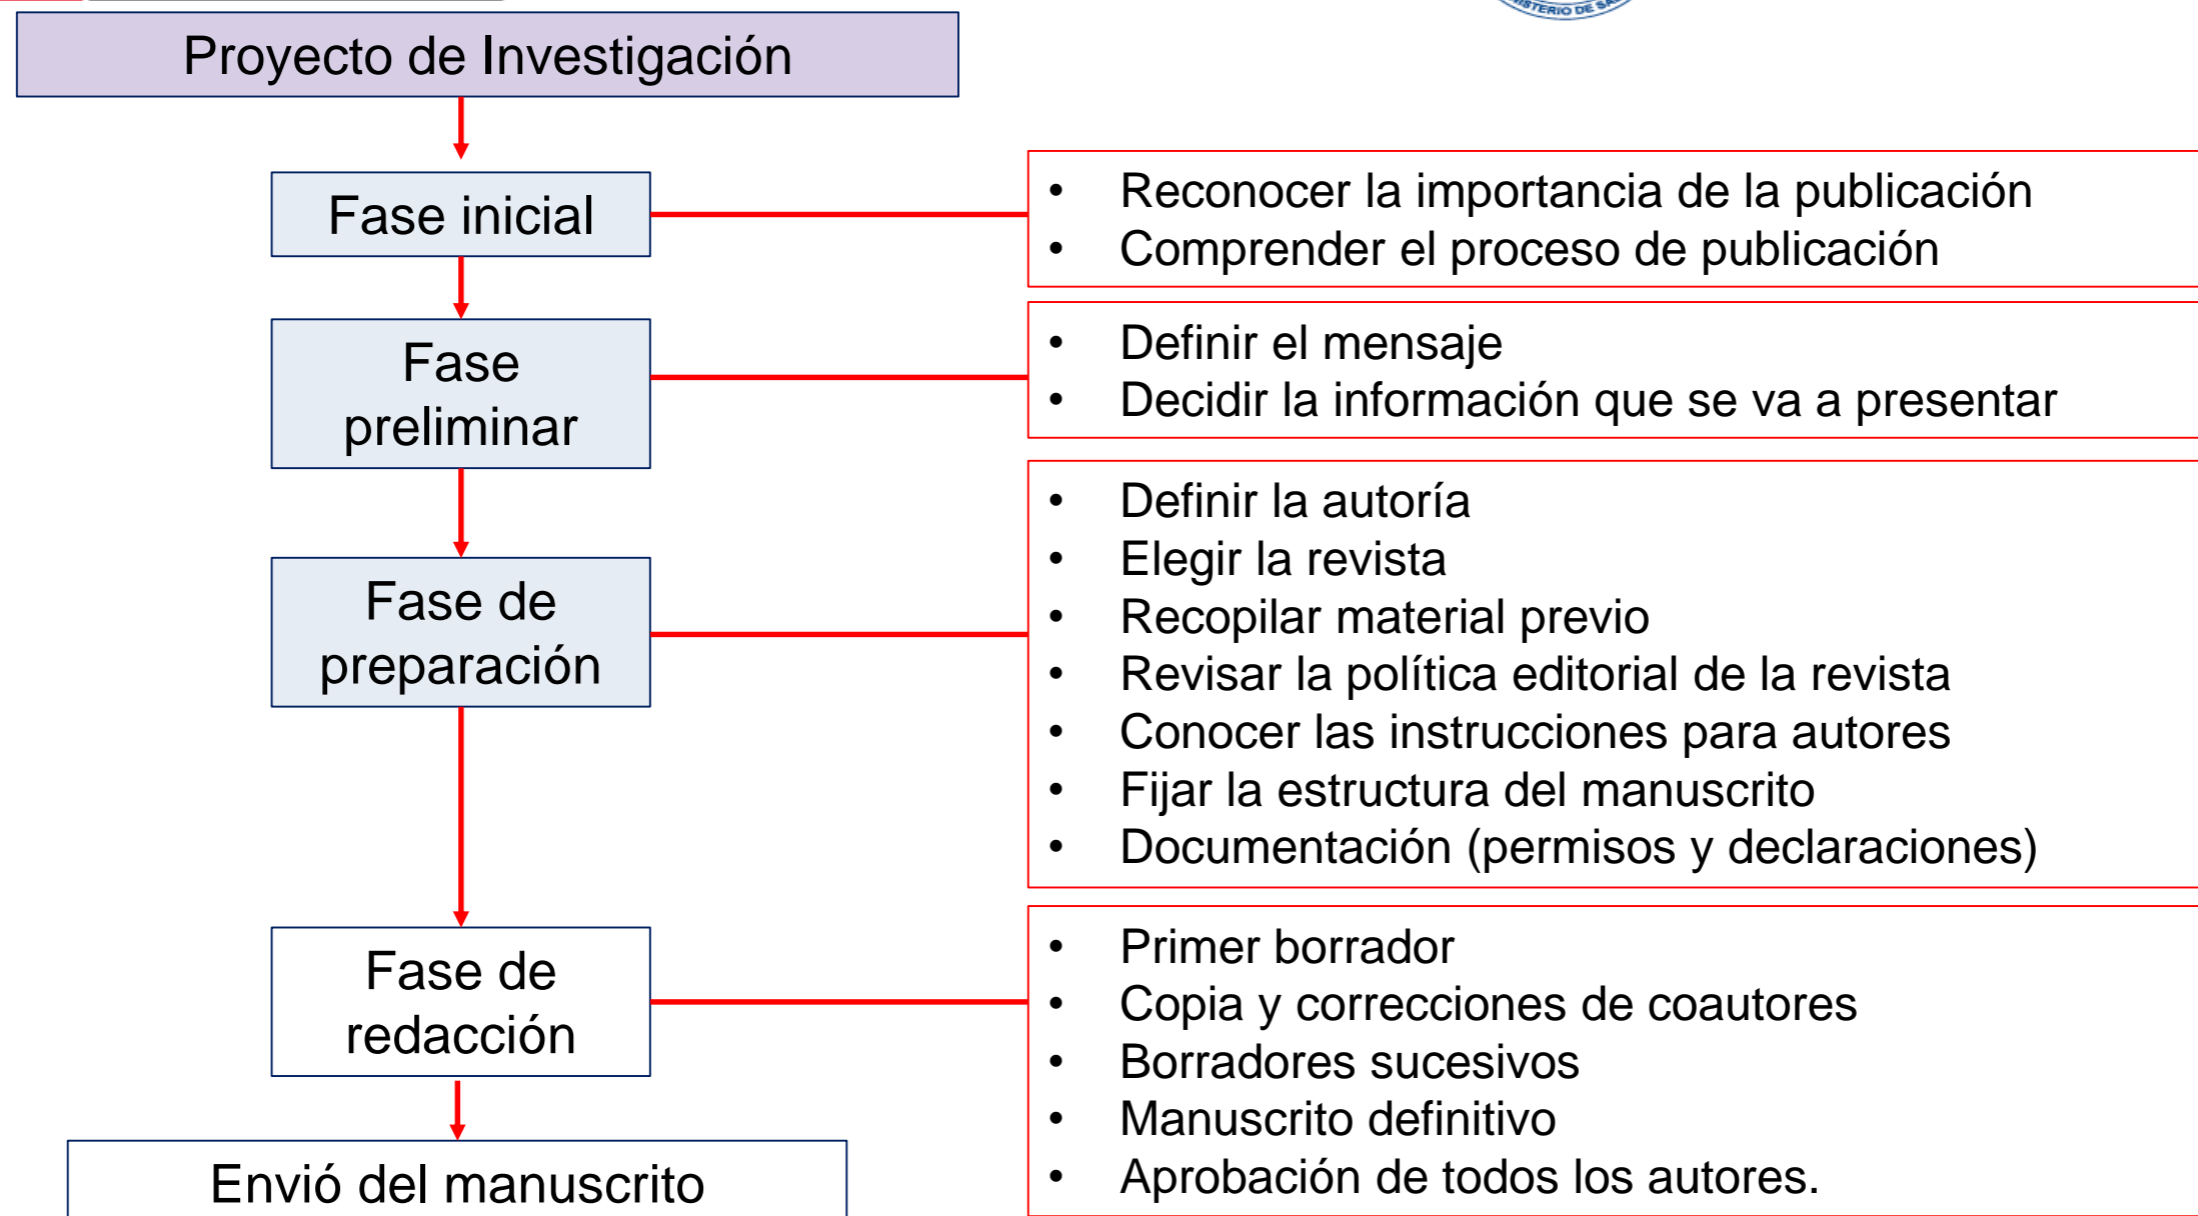 MINISTERIO DE
Proyecto de Investigación
Fase inicial
• Reconocer la importancia de la publicación
• Comprender el proceso de publicación
Fase
preliminar
• Definir el mensaje
• Decidir la información que se va a presentar
Fase de
preparación
• Definir la autoría
• Elegir la revista
• Recopilar material previo
• Revisar la política editorial de la revista
• Conocer las instrucciones para autores
• Fijar la estructura del manuscrito
• Documentación (permisos y declaraciones)
Fase de
redacción
• Primer borrador
• Copia y correcciones de coautores
• Borradores sucesivos
• Manuscrito definitivo
• Aprobación de todos los autores.
Envió del manuscrito